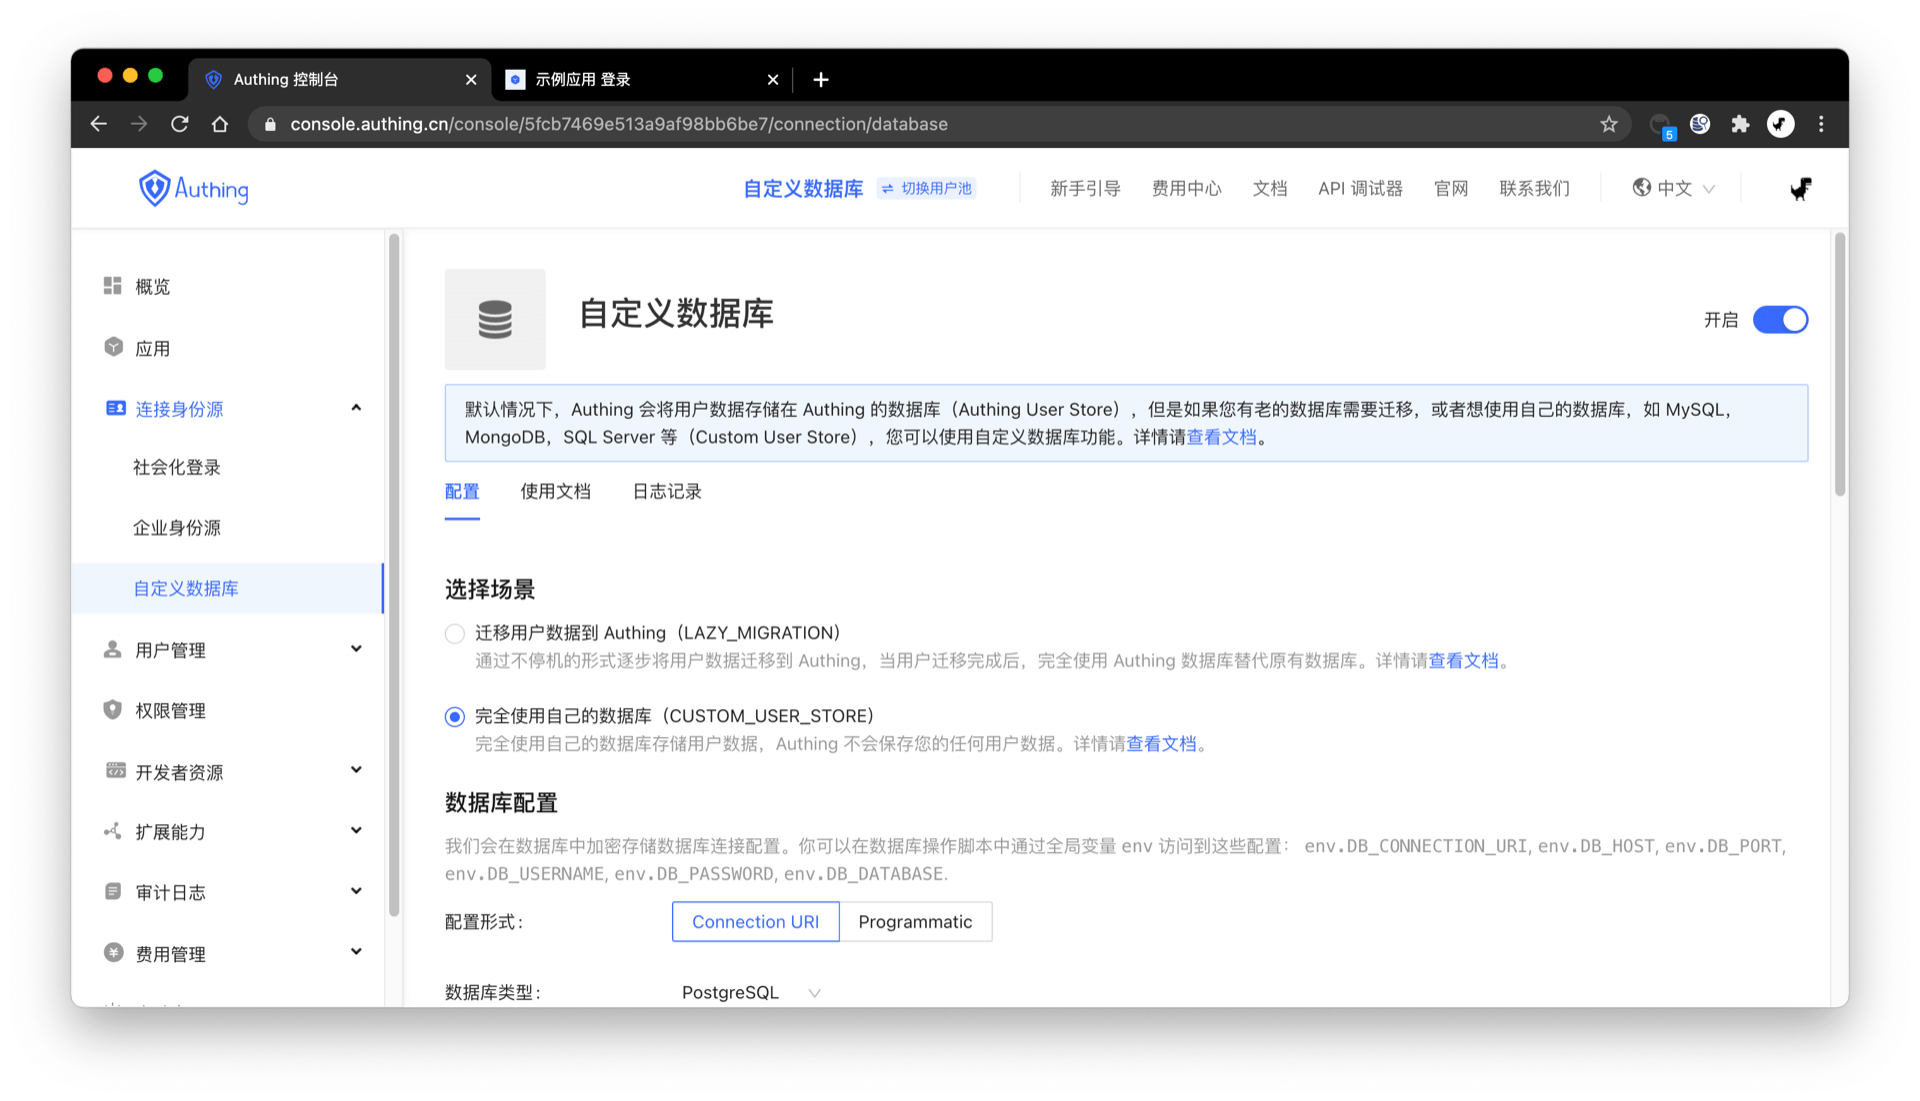 Authing 控制台
示例应用 登录
console.authing.cn/console/5fcb7469e513a9af98bb6be7/connection/database
5
Authing
自定义数据库
切换用户池
新手引导
费用中心
文档
API 调试器
官网
联系我们
中文
概览
应用
连接身份源
社会化登录
企业身份源
自定义数据库
用户管理
权限管理
开发者资源
扩展能力
审计日志
费用管理
自定义数据库
开启
默认情况下，Authing 会将用户数据存储在 Authing 的数据库（Authing User Store），但是如果您有老的数据库需要迁移，或者想使用自己的数据库，如 MySQL，
MongoDB，SQL Server 等（Custom User Store），您可以使用自定义数据库功能。详情请查看文档。
配置
使用文档
日志记录
选择场景
迁移用户数据到 Authing（LAZY_MIGRATION）
通过不停机的形式逐步将用户数据迁移到 Authing，当用户迁移完成后，完全使用 Authing 数据库替代原有数据库。详情请查看文档。
完全使用自己的数据库（CUSTOM_USER_STORE）
完全使用自己的数据库存储用户数据，Authing 不会保存您的任何用户数据。详情请查看文档。
数据库配置
我们会在数据库中加密存储数据库连接配置。你可以在数据库操作脚本中通过全局变量 env 访问到这些配置： env.DB_CONNECTION_URI, env.DB_HOST, env.DB_PORT,
env.DB_USERNAME, env.DB_PASSWORD, env.DB_DATABASE.
配置形式：
Connection URI
Programmatic
数据库类型：
PostgreSQL